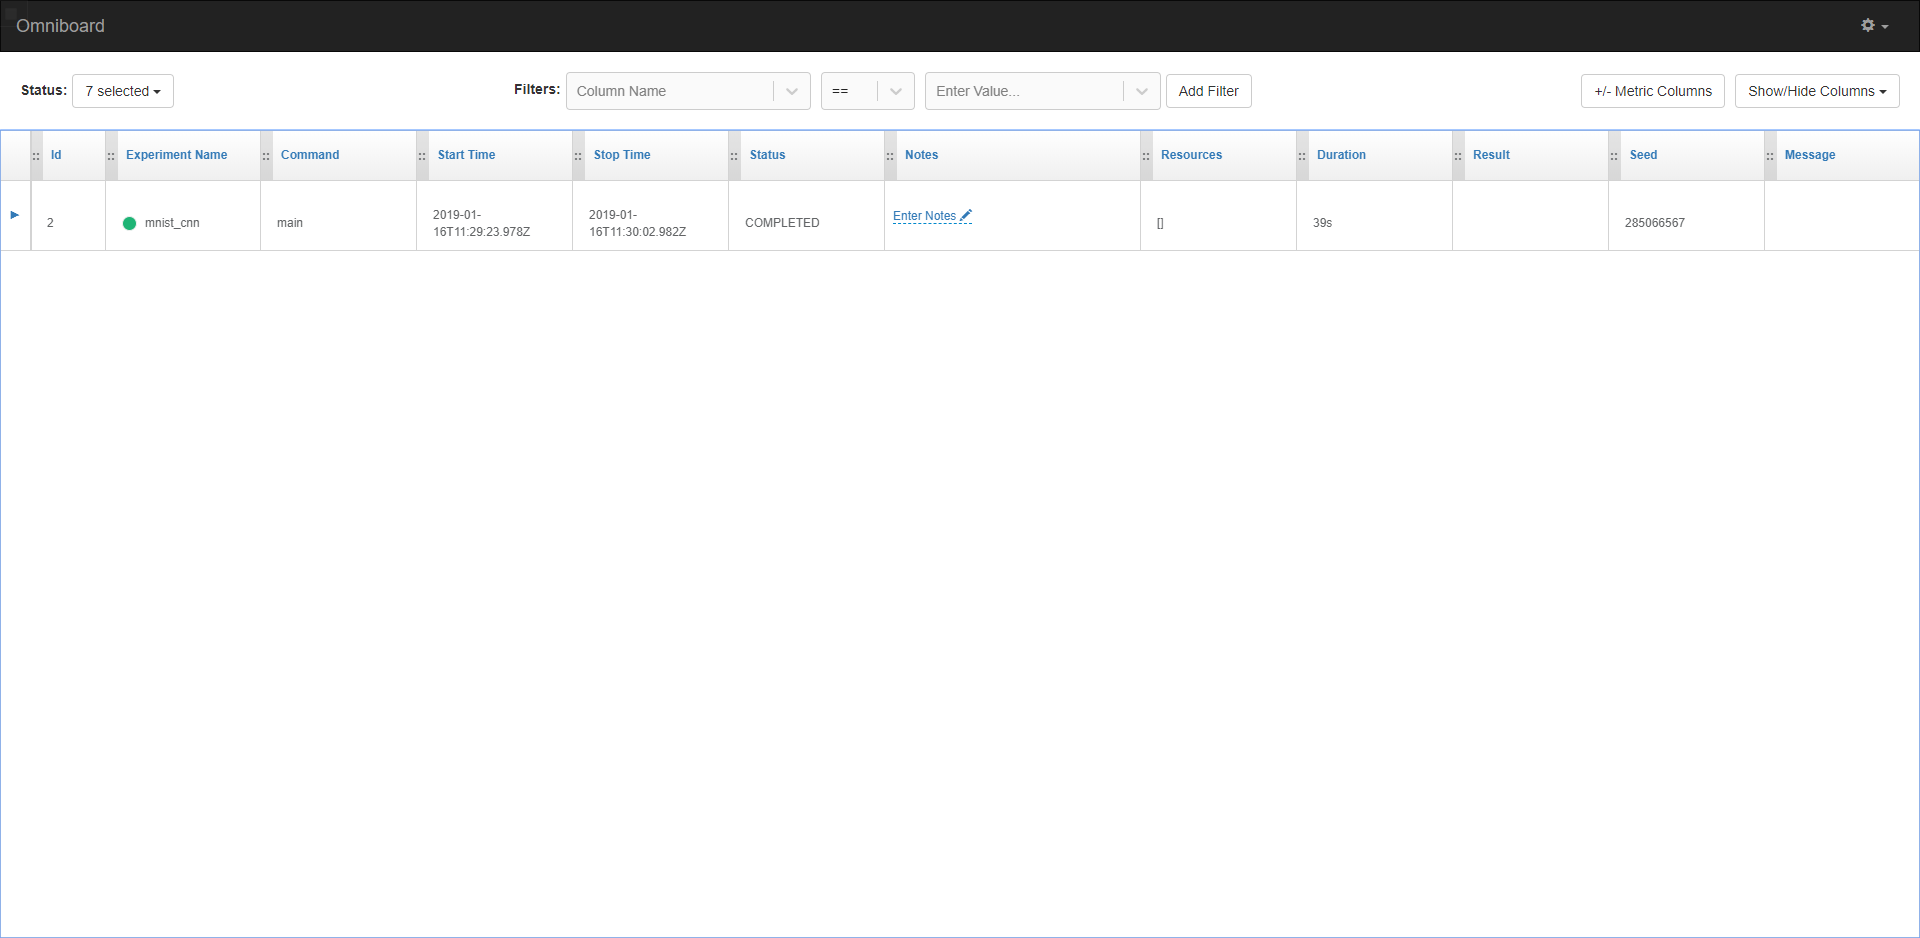 Omniboard
Status: 7 selected Filters: Column Name == Enter Value... Add Filter +/- Metric Columns Show/Hide Columns
Id Experiment Name Command Start Time Stop Time Status Notes Resources Duration Result Seed Message
2 mnist_cnn main 2019-01-16T11:29:23.978Z 2019-01-16T11:30:02.982Z COMPLETED Enter Notes [] 39s 285066567